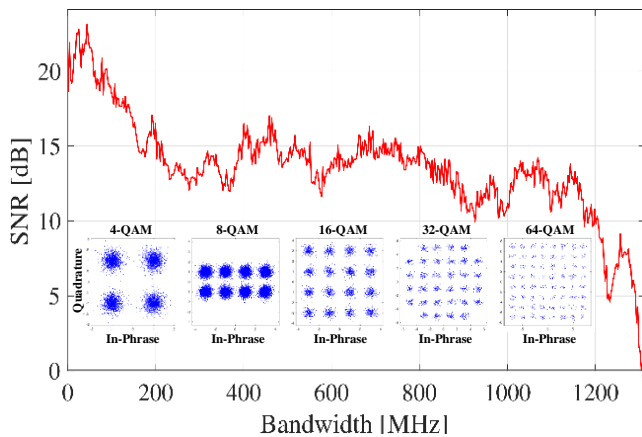 SNR [dB]
20
15
10
5
0
4-QAM 8-QAM 16-QAM 32-QAM 64-QAM
Quadrature
In-Phrase In-Phrase In-Phrase In-Phrase In-Phrase
0 200 400 600 800 1000 1200
Bandwidth [MHz]